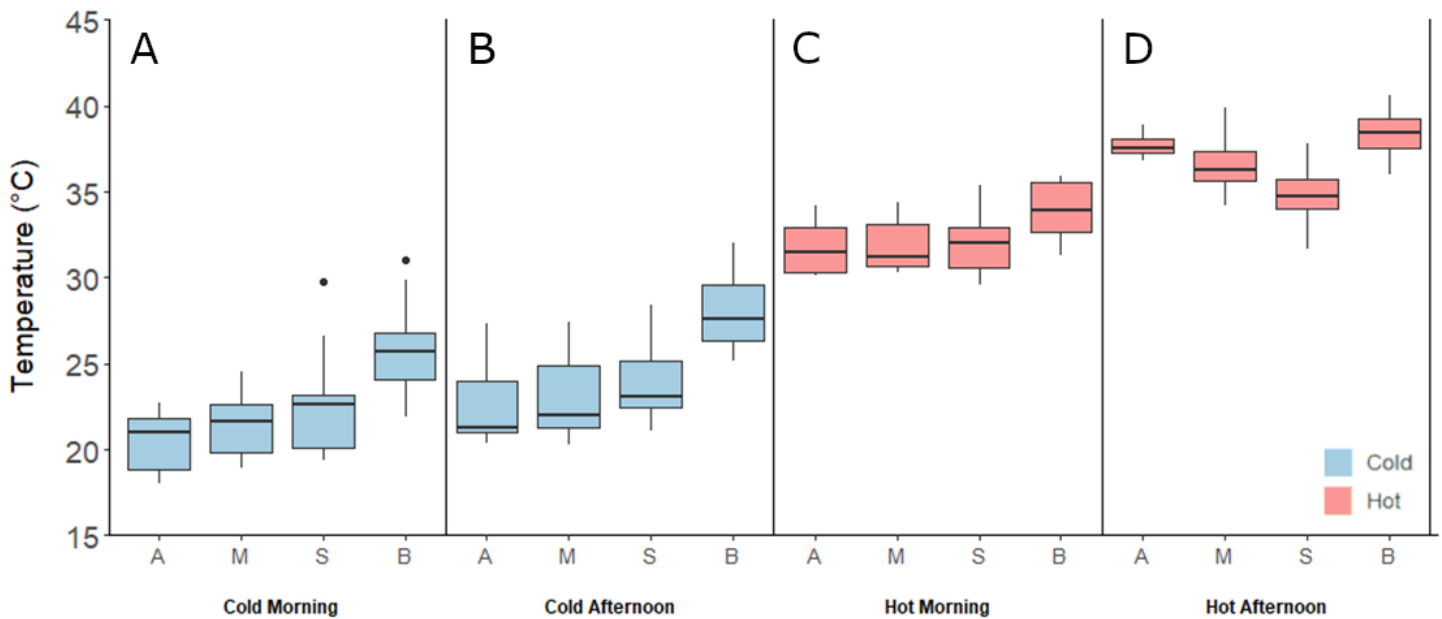 A B C D
Temperature (°C)
45
40
35
30
25
20
15
Cold
Hot
A M S B A M S B A M S B A M S B
Cold Morning Cold Afternoon Hot Morning Hot Afternoon